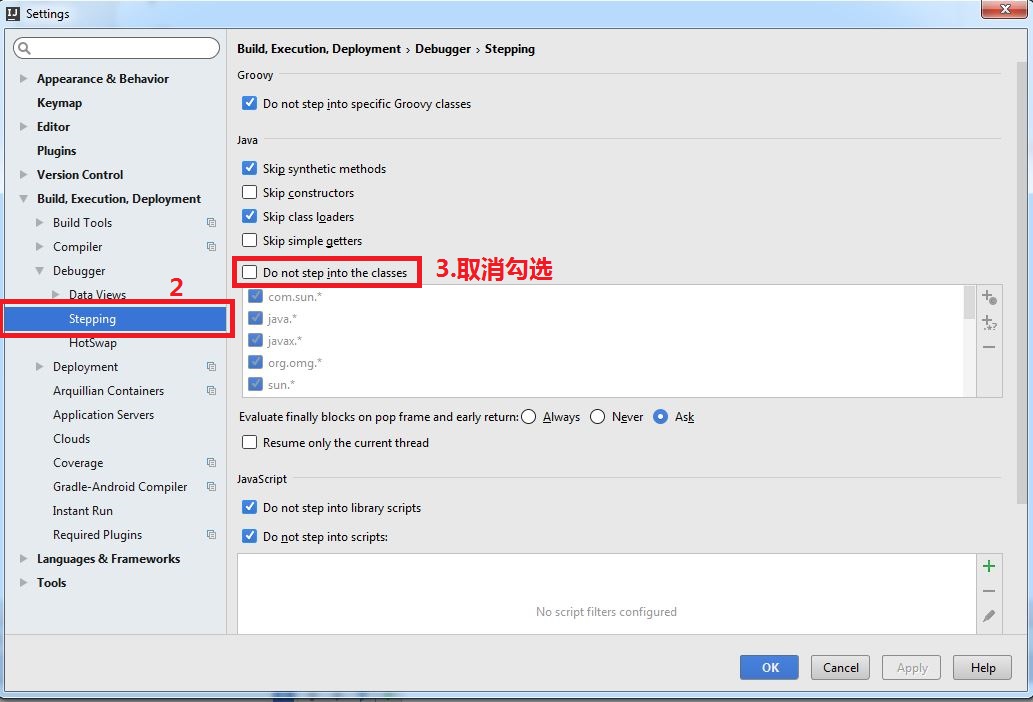 Settings
Build, Execution, Deployment › Debugger › Stepping
Appearance & Behavior
Keymap
Editor
Plugins
Version Control
Build, Execution, Deployment
Build Tools
Compiler
Debugger
Data Views
2
Stepping
HotSwap
Deployment
Arquillian Containers
Application Servers
Clouds
Coverage
Gradle-Android Compiler
Instant Run
Required Plugins
Languages & Frameworks
Tools
Groovy
Do not step into specific Groovy classes
Java
Skip synthetic methods
Skip constructors
Skip class loaders
Skip simple getters
Do not step into the classes
3.取消勾选
com.sun.*
java.*
javax.*
org.omg.*
sun.*
Evaluate finally blocks on pop frame and early return: Always Never Ask
Resume only the current thread
JavaScript
Do not step into library scripts
Do not step into scripts:
No script filters configured
OK Cancel Apply Help